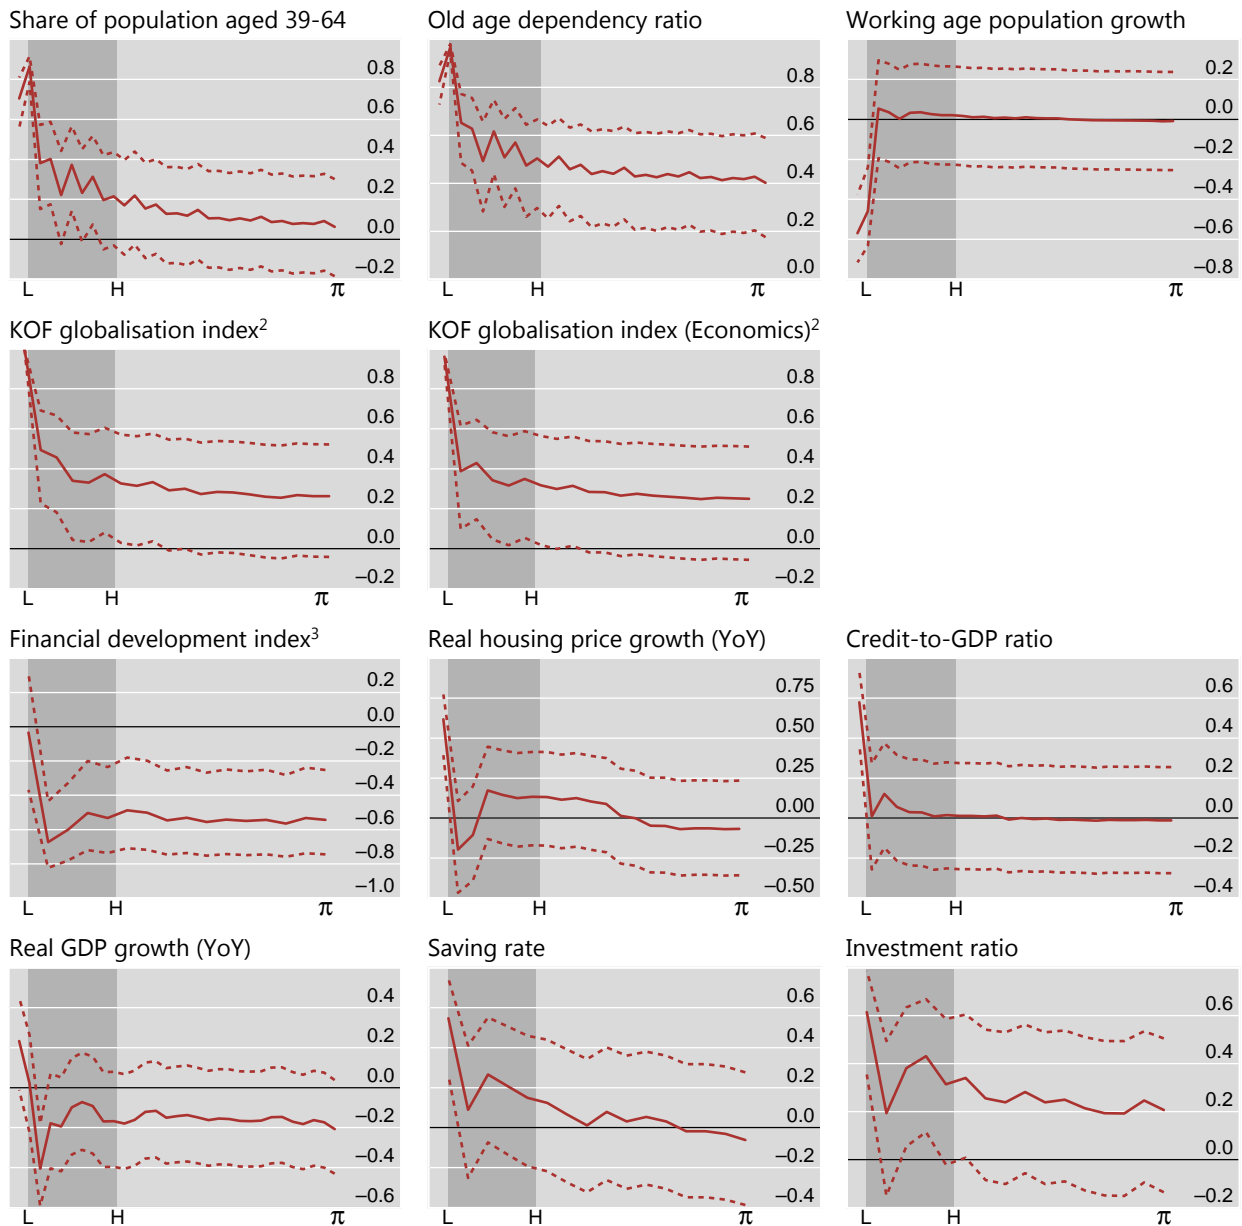 Share of population aged 39-64
Old age dependency ratio
Working age population growth
0.8
0.6
0.4
0.2
0.0
–0.2
L H π
0.8
0.6
0.4
0.2
0.0
L H π
0.2
0.0
–0.2
–0.4
–0.6
–0.8
L H π
KOF globalisation index2
KOF globalisation index (Economics)2
0.8
0.6
0.4
0.2
0.0
–0.2
L H π
0.8
0.6
0.4
0.2
0.0
–0.2
L H π
Financial development index3
Real housing price growth (YoY)
Credit-to-GDP ratio
0.2
0.0
–0.2
–0.4
–0.6
–0.8
–1.0
L H π
0.75
0.50
0.25
0.00
–0.25
–0.50
L H π
0.6
0.4
0.2
0.0
–0.2
–0.4
L H π
Real GDP growth (YoY)
Saving rate
Investment ratio
0.4
0.2
0.0
–0.2
–0.4
–0.6
L H π
0.6
0.4
0.2
0.0
–0.2
–0.4
L H π
0.6
0.4
0.2
0.0
–0.2
L H π